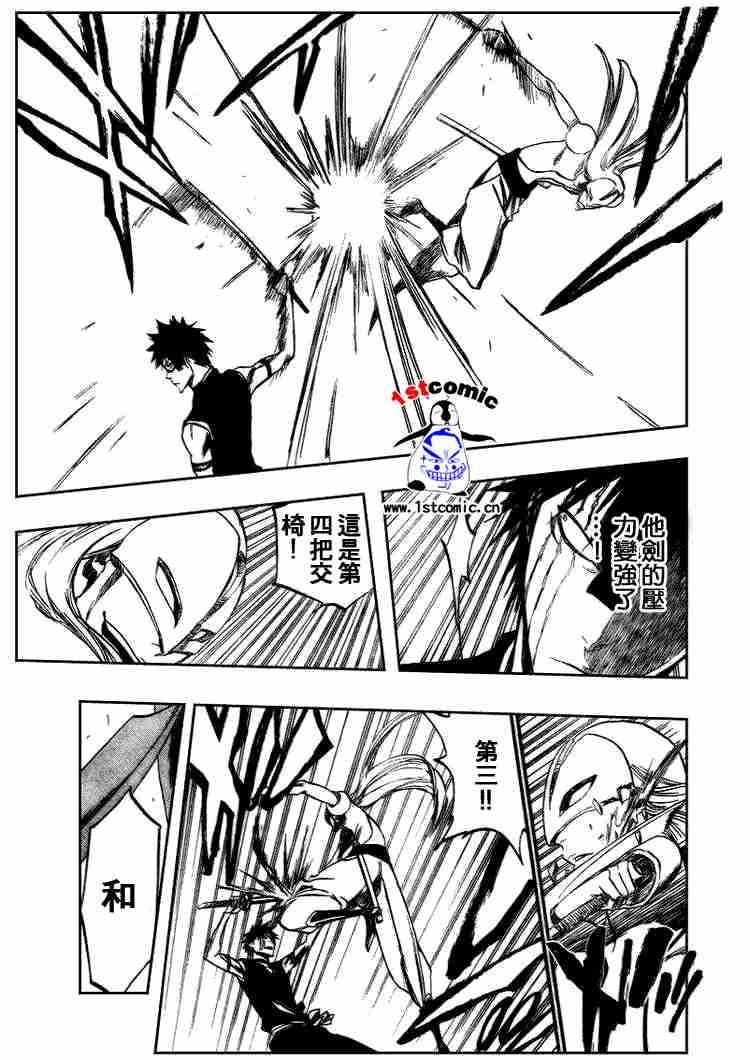 1stcomic
www.1stcomic.cn
他劍的壓
力變強了
…！
這是第
四把交
椅！
第三!!
和